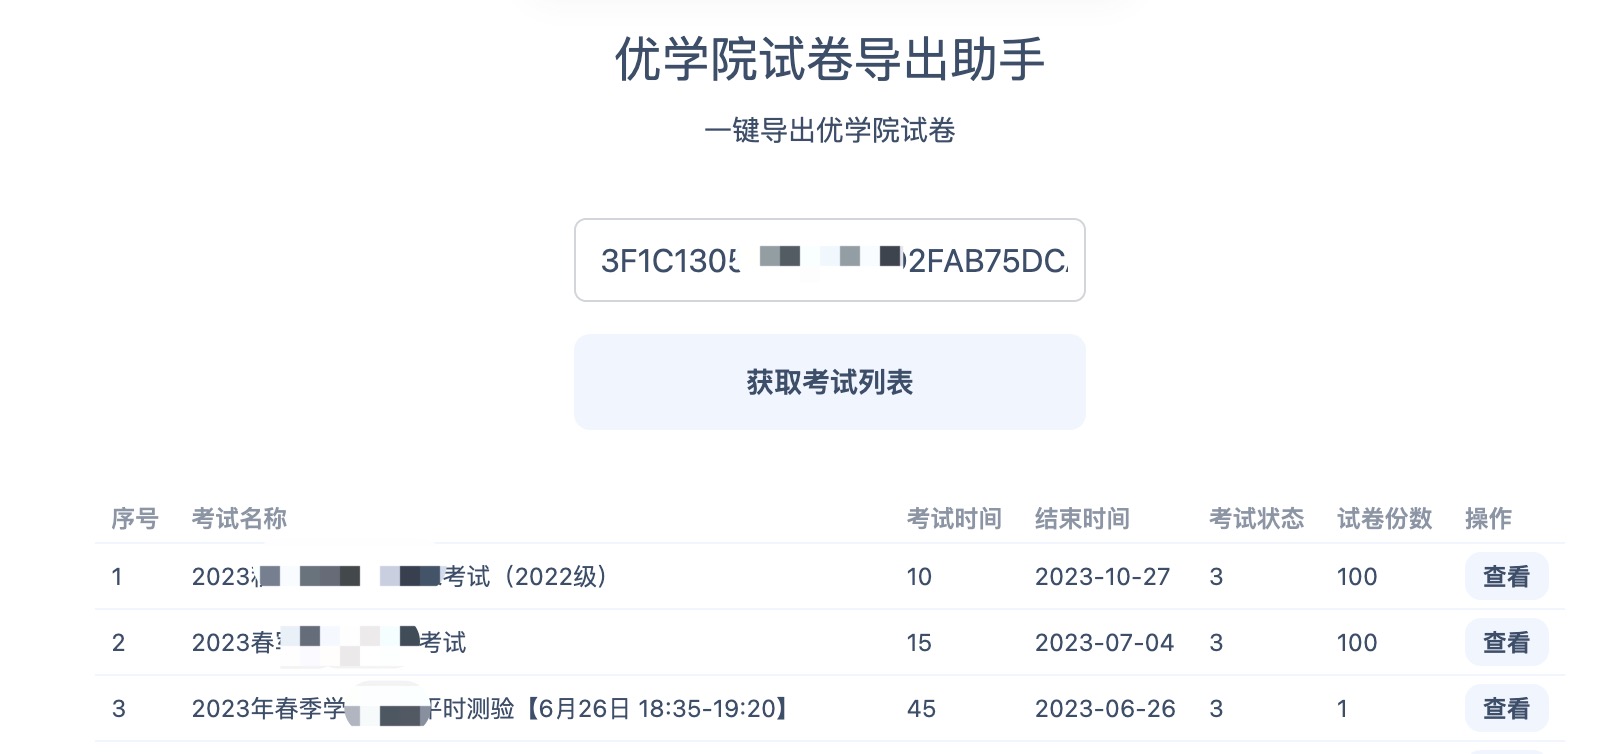 优学院试卷导出助手
一键导出优学院试卷
3F1C130 2FAB75DC
获取考试列表
序号 考试名称 考试时间 结束时间 考试状态 试卷份数 操作
1 2023 考试（2022级） 10 2023-10-27 3 100 查看
2 2023春 考试 15 2023-07-04 3 100 查看
3 2023年春季学 平时测验【6月26日 18:35-19:20】 45 2023-06-26 3 1 查看